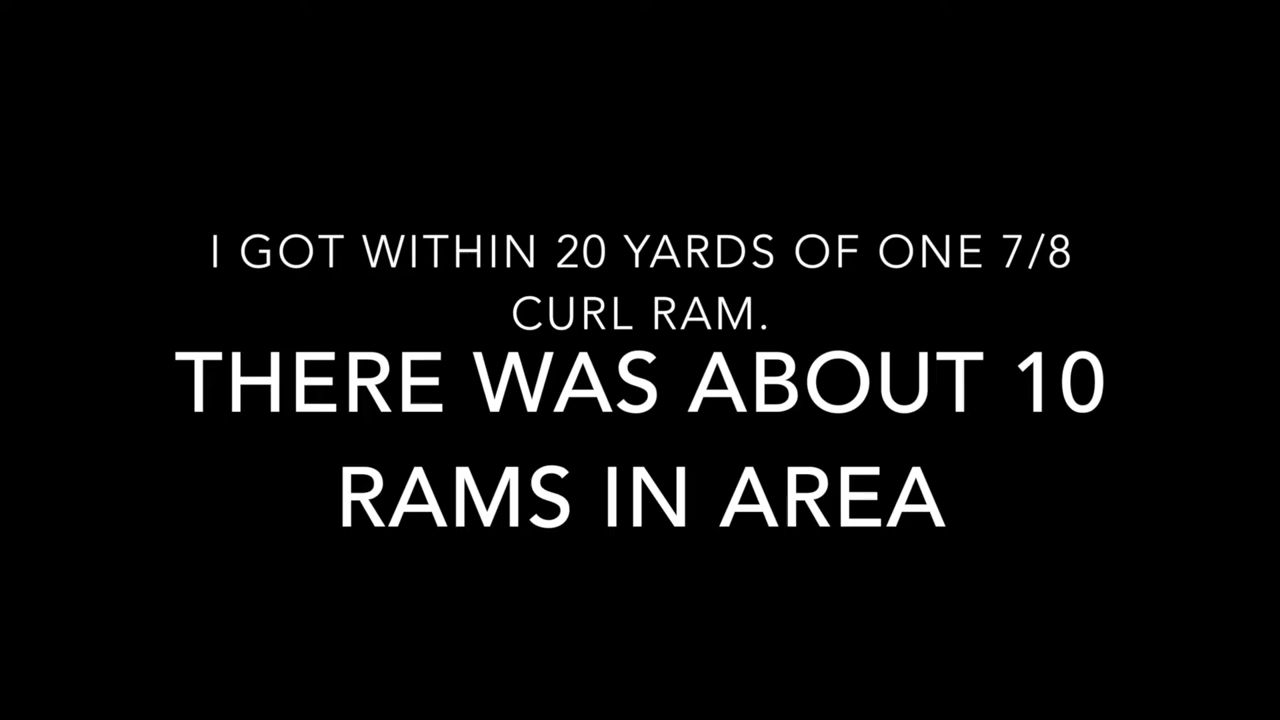 I GOT WITHIN 20 YARDS OF ONE 7/8
CURL RAM.
THERE WAS ABOUT 10
RAMS IN AREA